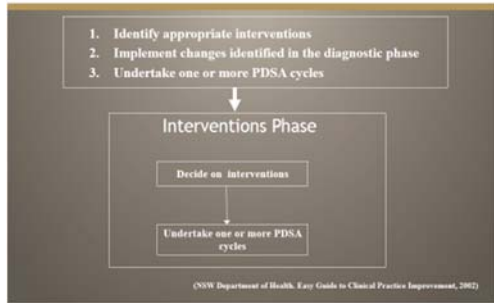 1. Identify appropriate interventions
2. Implement changes identified in the diagnostic phase
3. Undertake one or more PDSA cycles
Interventions Phase
Decide on interventions
Undertake one or more PDSA
cycles
(NSW Department of Health. Easy Guide to Clinical Practice Improvement, 2002)